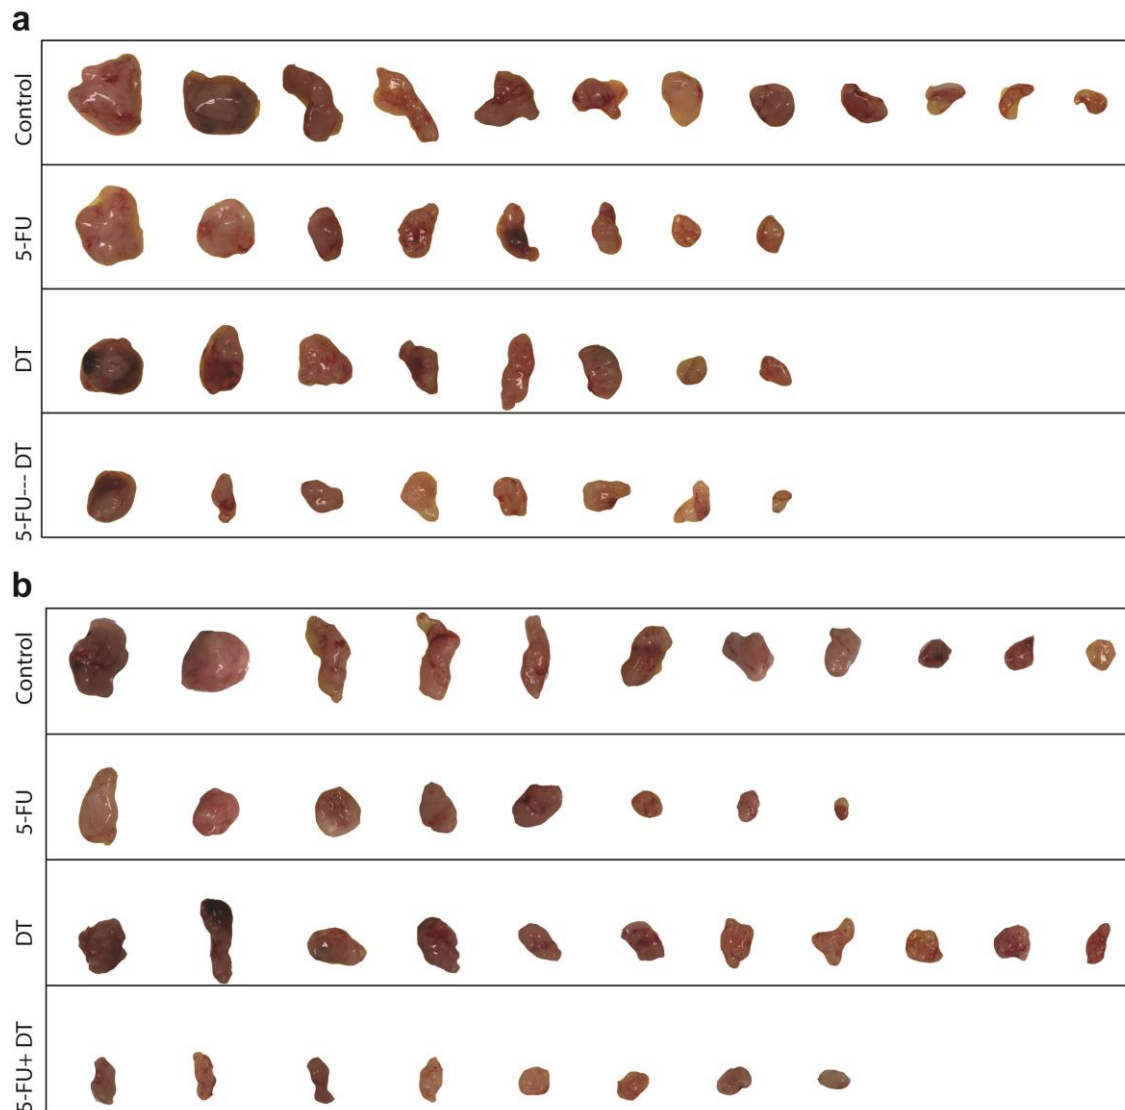 a
Control
5-FU
DT
5-FU--- DT
b
Control
5-FU
DT
5-FU+ DT